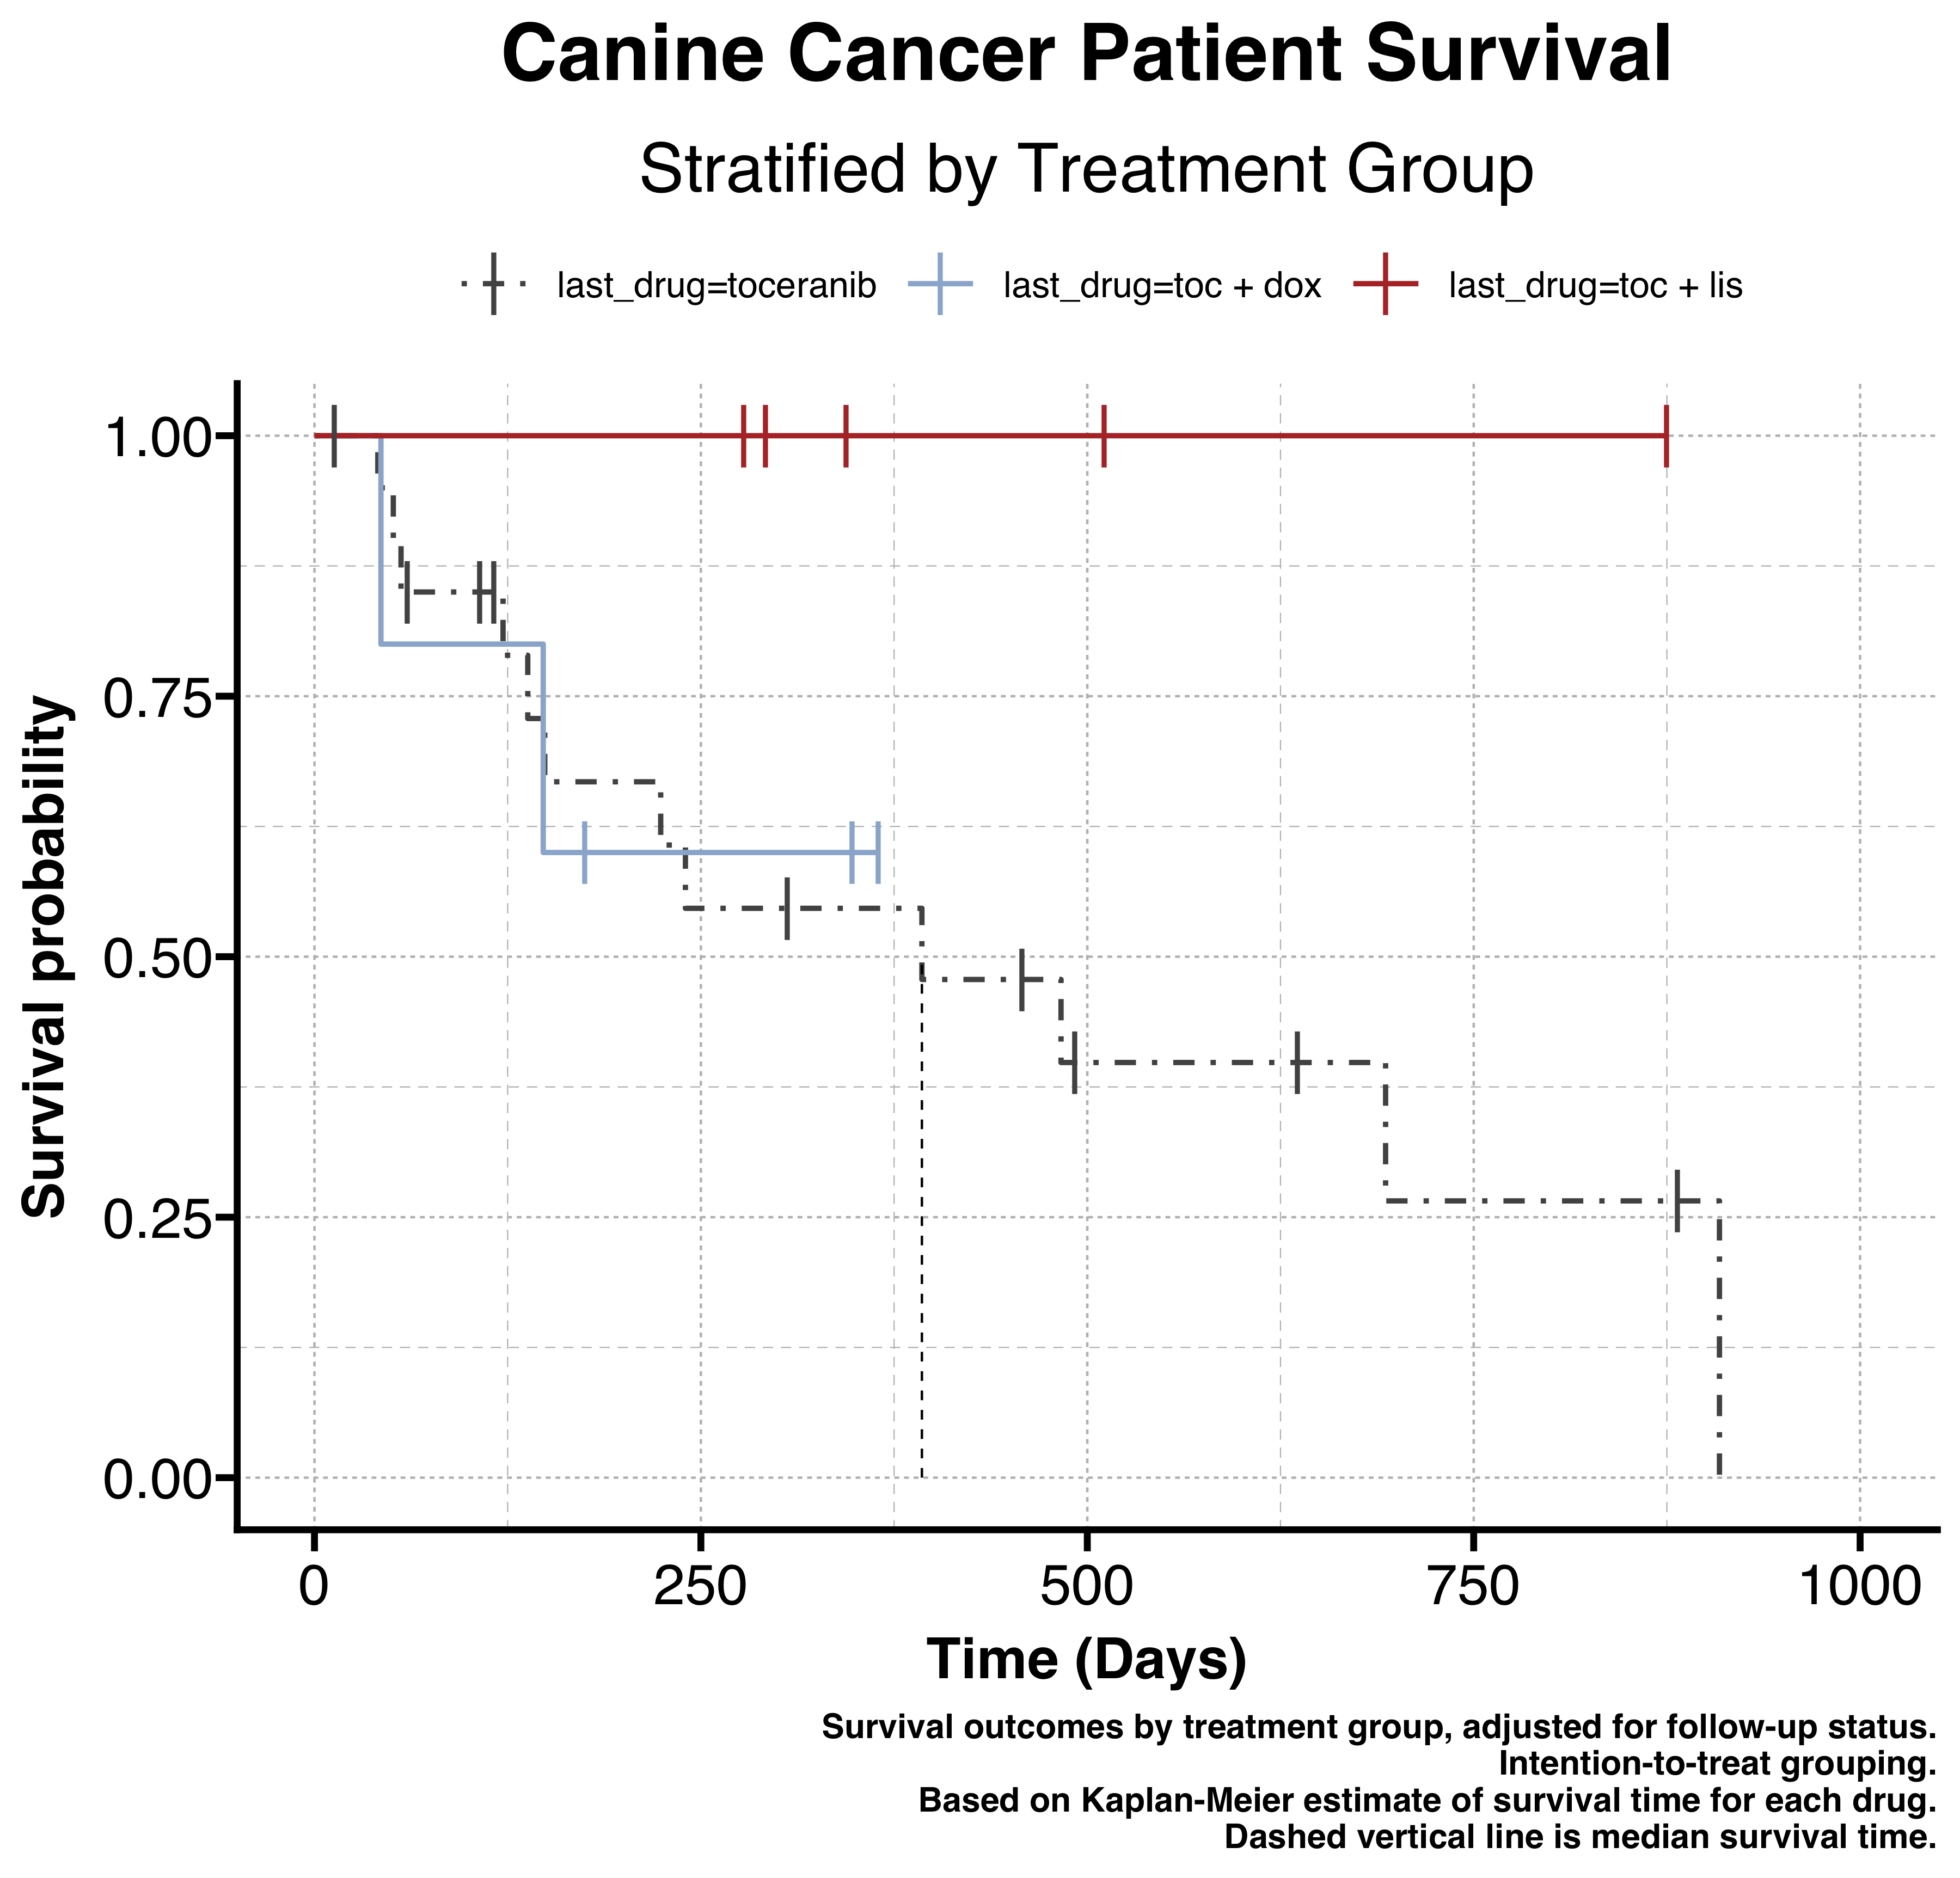 Canine Cancer Patient Survival
Stratified by Treatment Group
last_drug=toceranib last_drug=toc + dox last_drug=toc + lis
Survival probability
1.00
0.75
0.50
0.25
0.00
0 250 500 750 1000
Time (Days)
Survival outcomes by treatment group, adjusted for follow-up status.
Intention-to-treat grouping.
Based on Kaplan-Meier estimate of survival time for each drug.
Dashed vertical line is median survival time.